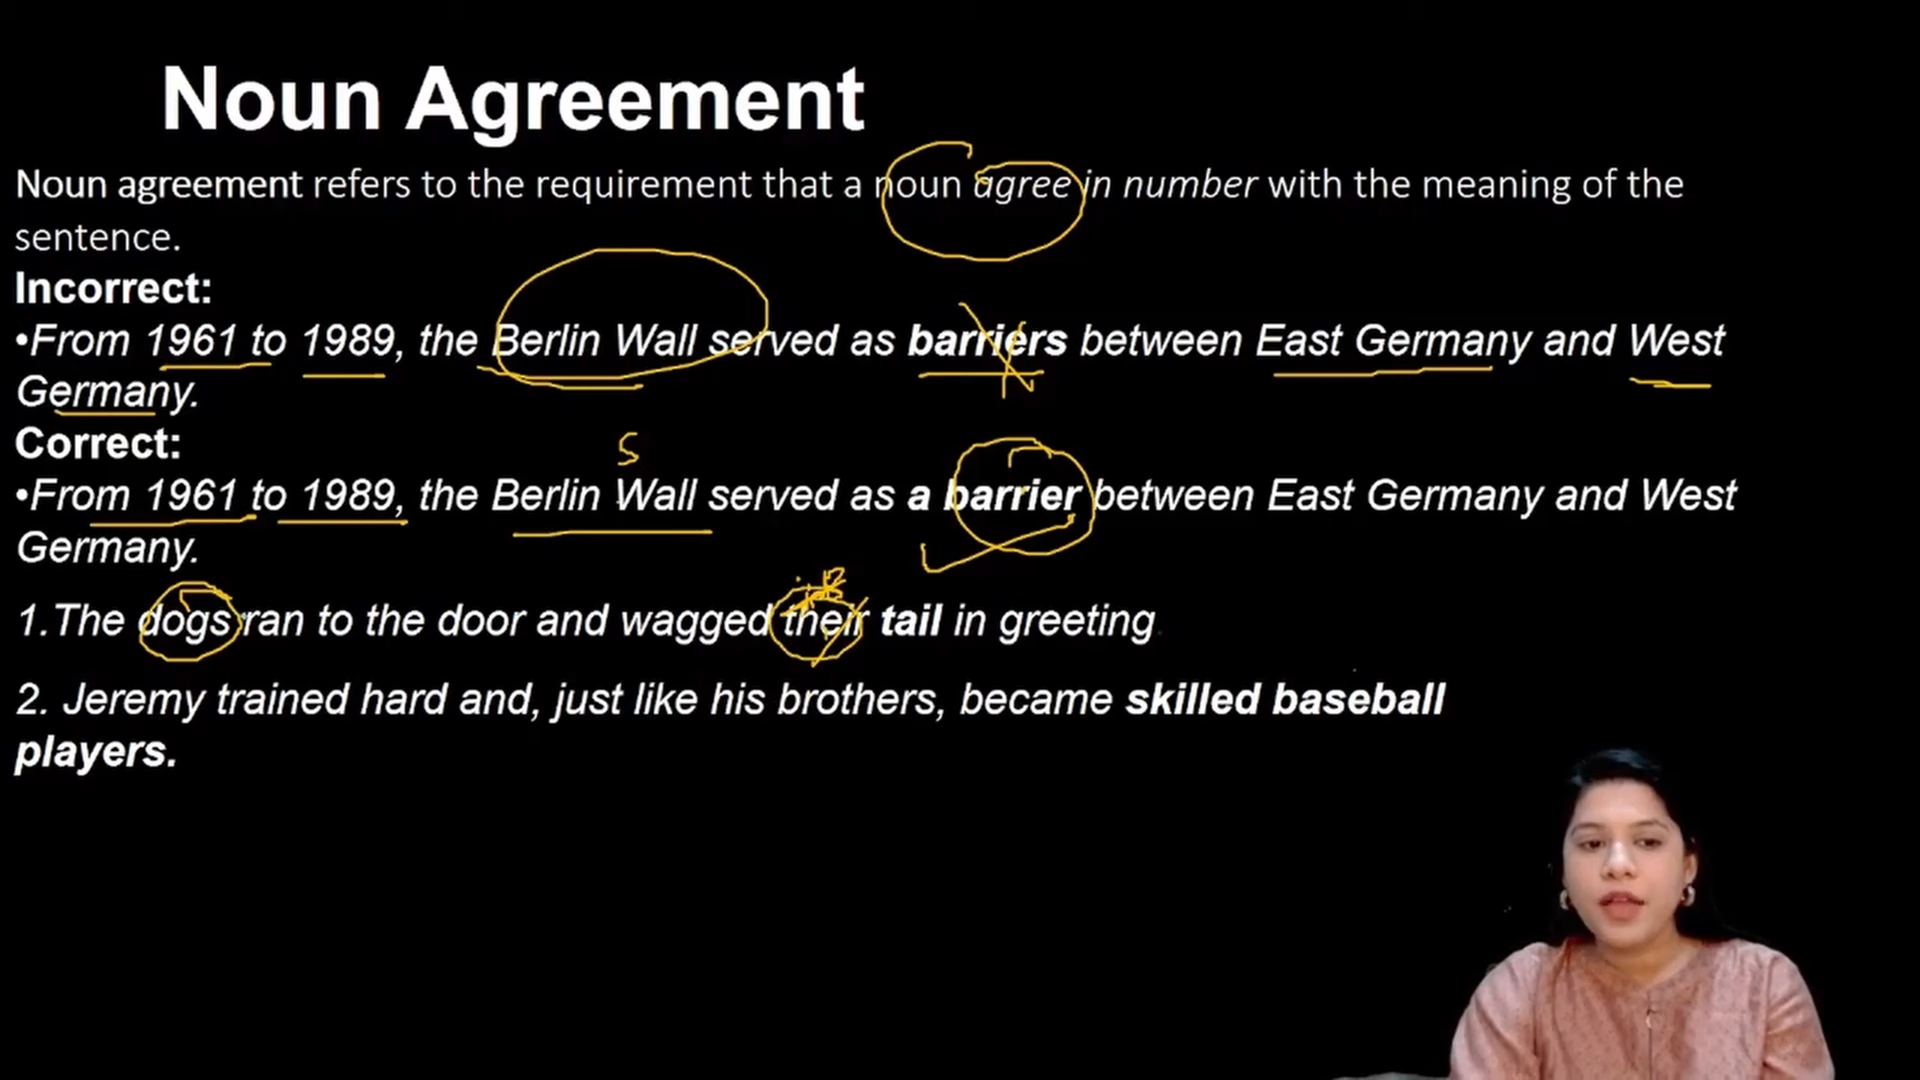 Noun Agreement
Noun agreement refers to the requirement that a noun agree in number with the meaning of the
sentence.
Incorrect:
•From 1961 to 1989, the Berlin Wall served as barriers between East Germany and West
Germany.
Correct:
S
•From 1961 to 1989, the Berlin Wall served as a barrier between East Germany and West
Germany.
1.The dogs ran to the door and wagged their tail in greeting.
2. Jeremy trained hard and, just like his brothers, became skilled baseball
players.